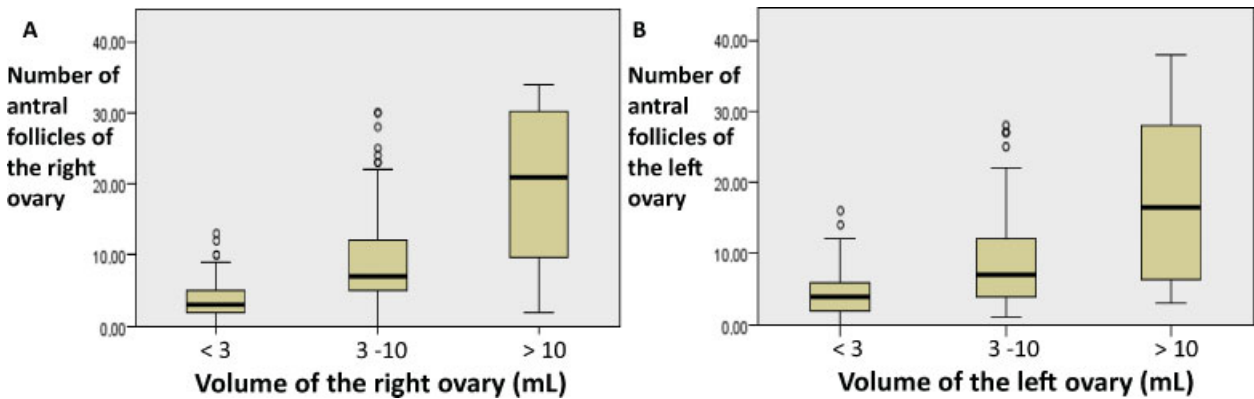 A
Number of
antral
follicles of
the right
ovary
40.00
30.00
20.00
10.00
0.00
< 3
3 -10
> 10
Volume of the right ovary (mL)
B
Number of
antral
follicles of
the left
ovary
40.00
30.00
20.00
10.00
0.00
< 3
3 -10
> 10
Volume of the left ovary (mL)